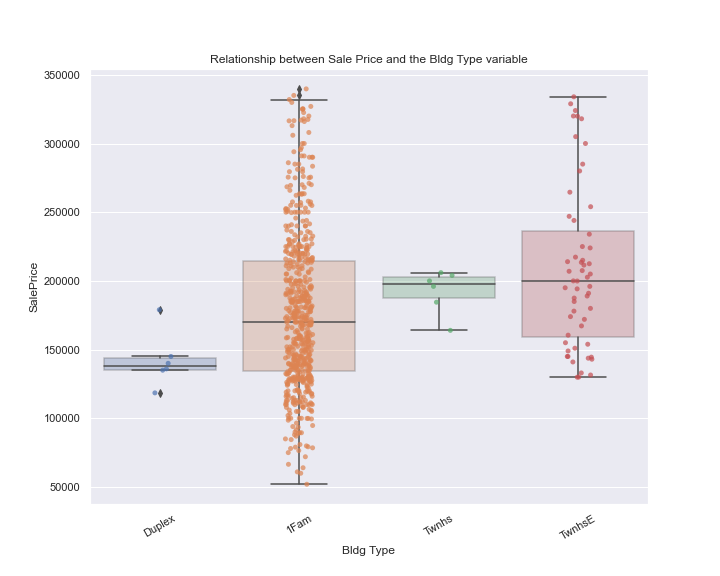 Relationship between Sale Price and the Bldg Type variable
350000
300000
250000
200000
150000
100000
50000
SalePrice
Duplex
1Fam
Twnhs
TwnhsE
Bldg Type